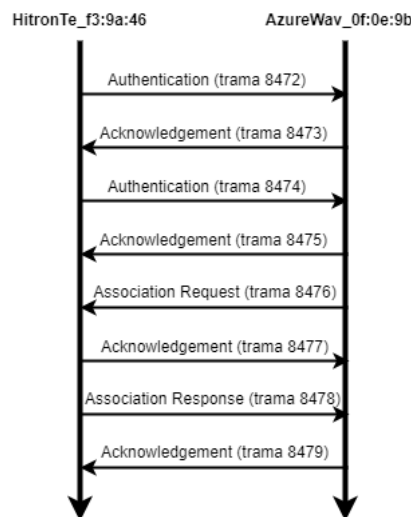 HitronTe_f3:9a:46 AzureWav_0f:0e:9b
Authentication (trama 8472)
Acknowledgement (trama 8473)
Authentication (trama 8474)
Acknowledgement (trama 8475)
Association Request (trama 8476)
Acknowledgement (trama 8477)
Association Response (trama 8478)
Acknowledgement (trama 8479)